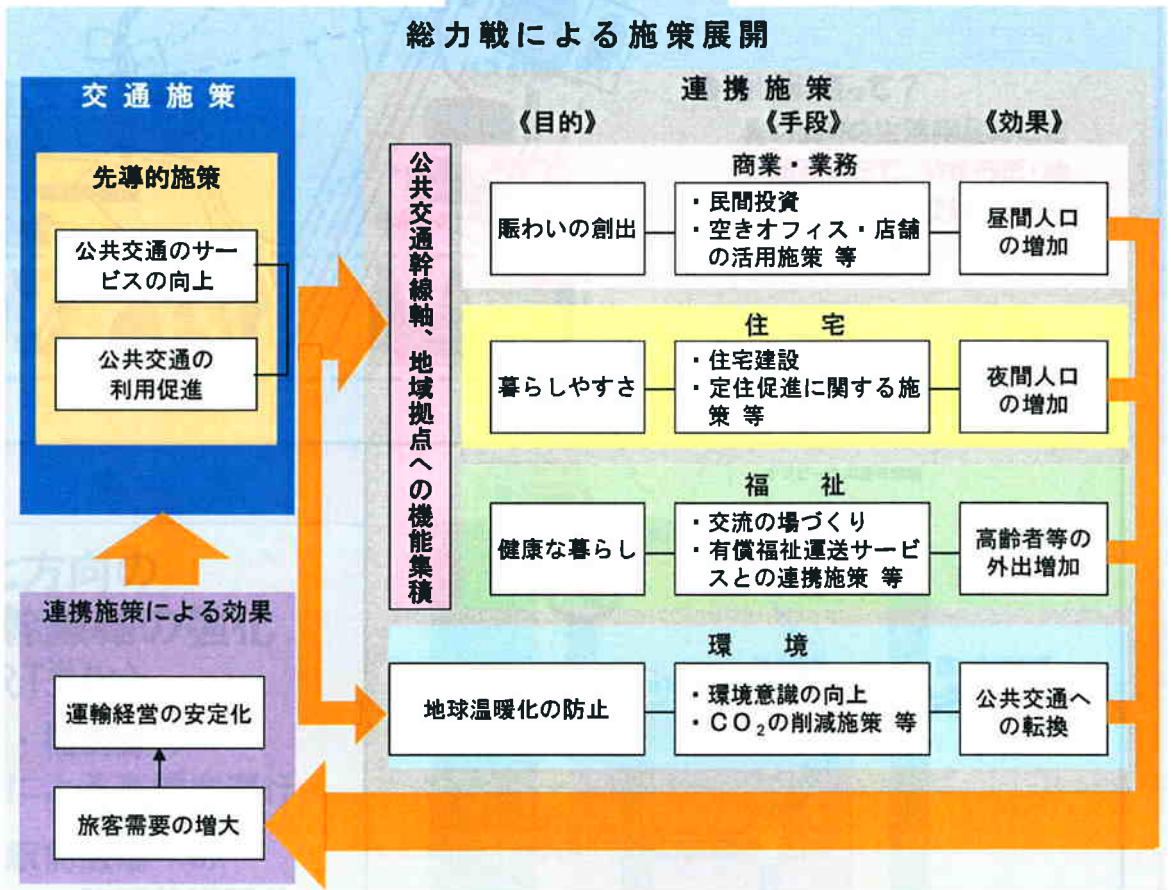 総力戦による施策展開
交通施策
先導的施策
公共交通のサー
ビスの向上
公共交通の
利用促進
連携施策による効果
運輸経営の安定化
旅客需要の増大
連携施策
《目的》
《手段》
《効果》
公共交通幹線軸、地域拠点への機能集積
商業・業務
賑わいの創出
・民間投資
・空きオフィス・店舗
の活用施策 等
昼間人口
の増加
住 宅
暮らしやすさ
・住宅建設
・定住促進に関する施
策 等
夜間人口
の増加
福 祉
健康な暮らし
・交流の場づくり
・有償福祉運送サービ
スとの連携施策 等
高齢者等の
外出増加
環 境
地球温暖化の防止
・環境意識の向上
・CO₂の削減施策 等
公共交通へ
の転換